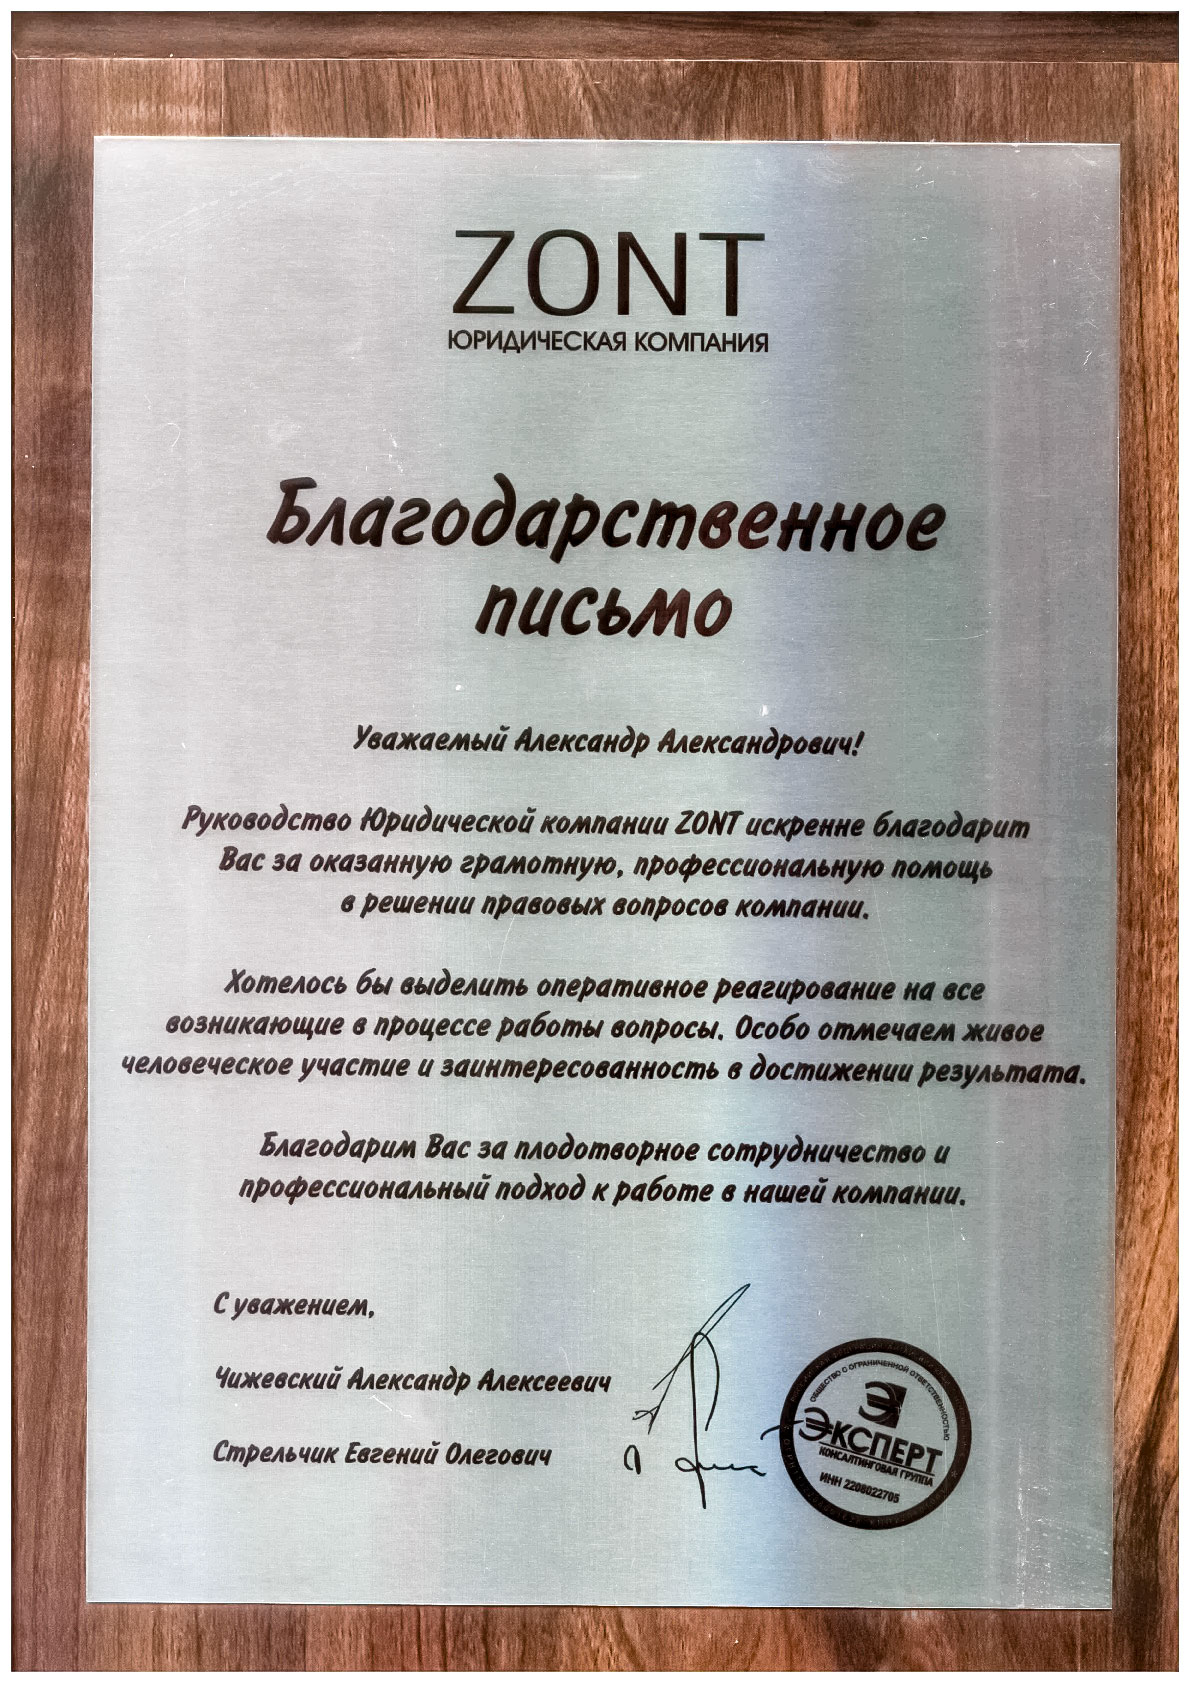 ZONT
ЮРИДИЧЕСКАЯ КОМПАНИЯ
Благодарственное
письмо
Уважаемый Александр Александрович!
Руководство Юридической компании ZONT искренне благодарит
Вас за оказанную грамотную, профессиональную помощь
в решении правовых вопросов компании.
Хотелось бы выделить оперативное реагирование на все
возникающие в процессе работы вопросы. Особо отмечаем живое
человеческое участие и заинтересованность в достижении результата.
Благодарим Вас за плодотворное сотрудничество и
профессиональный подход к работе в нашей компании.
С уважением,
Чижевский Александр Алексеевич
Стрельчик Евгений Олегович
ОБЩЕСТВО С ОГРАНИЧЕННОЙ ОТВЕТСТВЕННОСТЬЮ
Э
ЭКСПЕРТ
КОНСАЛТИНГОВАЯ ГРУППА
ИНН 2208022705